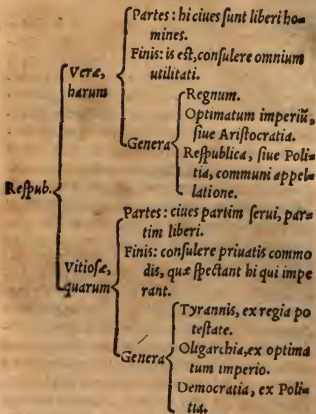 Partes: hi ciues ſunt liberi ho=
mines.
Finis: is eſt, conſulere omnium
utilitati.
Veræ,
harum
Regnum.
Optimatum imperiũ,
ſiue Ariſtocratia.
Genera
Reſpublica, ſiue Poli
tia, communi appel=
latione.
Reſpub.
Partes: ciues partim ſerui, par=
tim liberi.
Finis: conſulere priuatis commo
dis, quæ ſpectant hi qui impe
rant.
Vitioſæ,
quarum
Tyrannis, ex regia po
teſtate.
Genera
Oligarchia, ex optima
tum imperio.
Democratia, ex Poli=
tia.